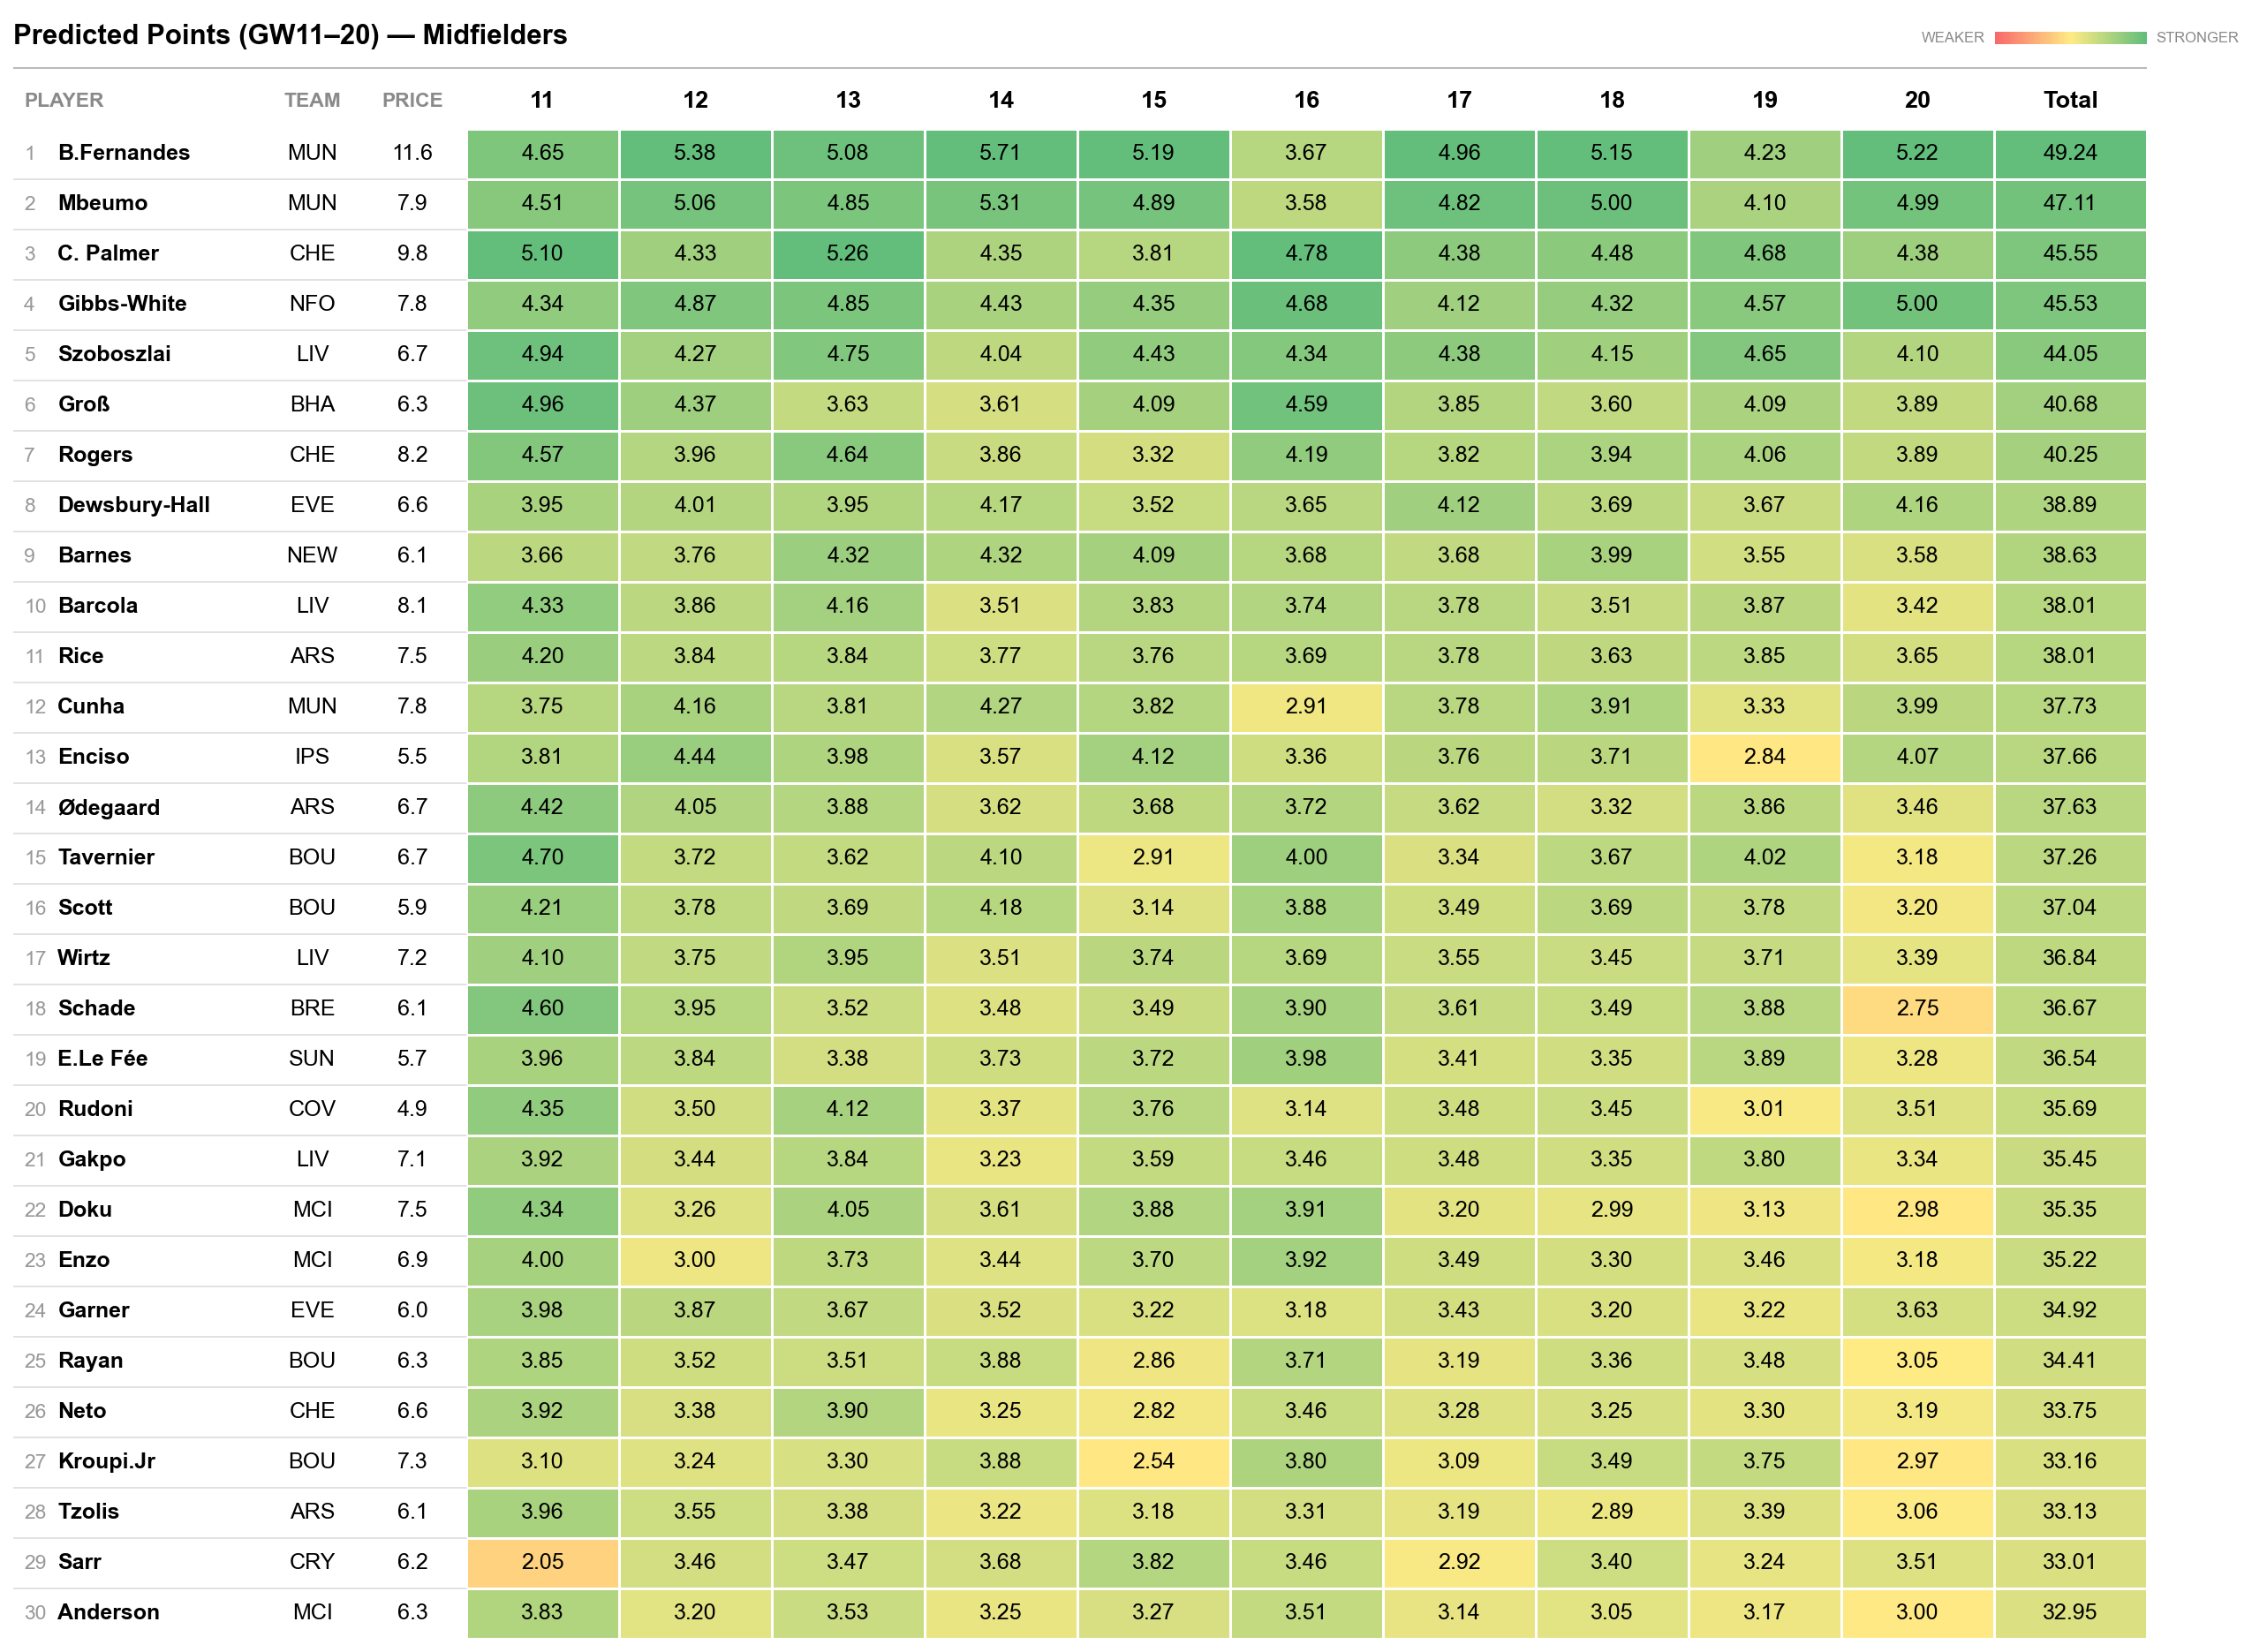 Predicted Points (GW11–20) — Midfielders
WEAKER STRONGER
PLAYER TEAM PRICE 11 12 13 14 15 16 17 18 19 20 Total
1 B.Fernandes MUN 11.6 4.65 5.38 5.08 5.71 5.19 3.67 4.96 5.15 4.23 5.22 49.24
2 Mbeumo MUN 7.9 4.51 5.06 4.85 5.31 4.89 3.58 4.82 5.00 4.10 4.99 47.11
3 C. Palmer CHE 9.8 5.10 4.33 5.26 4.35 3.81 4.78 4.38 4.48 4.68 4.38 45.55
4 Gibbs-White NFO 7.8 4.34 4.87 4.85 4.43 4.35 4.68 4.12 4.32 4.57 5.00 45.53
5 Szoboszlai LIV 6.7 4.94 4.27 4.75 4.04 4.43 4.34 4.38 4.15 4.65 4.10 44.05
6 Groß BHA 6.3 4.96 4.37 3.63 3.61 4.09 4.59 3.85 3.60 4.09 3.89 40.68
7 Rogers CHE 8.2 4.57 3.96 4.64 3.86 3.32 4.19 3.82 3.94 4.06 3.89 40.25
8 Dewsbury-Hall EVE 6.6 3.95 4.01 3.95 4.17 3.52 3.65 4.12 3.69 3.67 4.16 38.89
9 Barnes NEW 6.1 3.66 3.76 4.32 4.32 4.09 3.68 3.68 3.99 3.55 3.58 38.63
10 Barcola LIV 8.1 4.33 3.86 4.16 3.51 3.83 3.74 3.78 3.51 3.87 3.42 38.01
11 Rice ARS 7.5 4.20 3.84 3.84 3.77 3.76 3.69 3.78 3.63 3.85 3.65 38.01
12 Cunha MUN 7.8 3.75 4.16 3.81 4.27 3.82 2.91 3.78 3.91 3.33 3.99 37.73
13 Enciso IPS 5.5 3.81 4.44 3.98 3.57 4.12 3.36 3.76 3.71 2.84 4.07 37.66
14 Ødegaard ARS 6.7 4.42 4.05 3.88 3.62 3.68 3.72 3.62 3.32 3.86 3.46 37.63
15 Tavernier BOU 6.7 4.70 3.72 3.62 4.10 2.91 4.00 3.34 3.67 4.02 3.18 37.26
16 Scott BOU 5.9 4.21 3.78 3.69 4.18 3.14 3.88 3.49 3.69 3.78 3.20 37.04
17 Wirtz LIV 7.2 4.10 3.75 3.95 3.51 3.74 3.69 3.55 3.45 3.71 3.39 36.84
18 Schade BRE 6.1 4.60 3.95 3.52 3.48 3.49 3.90 3.61 3.49 3.88 2.75 36.67
19 E.Le Fée SUN 5.7 3.96 3.84 3.38 3.73 3.72 3.98 3.41 3.35 3.89 3.28 36.54
20 Rudoni COV 4.9 4.35 3.50 4.12 3.37 3.76 3.14 3.48 3.45 3.01 3.51 35.69
21 Gakpo LIV 7.1 3.92 3.44 3.84 3.23 3.59 3.46 3.48 3.35 3.80 3.34 35.45
22 Doku MCI 7.5 4.34 3.26 4.05 3.61 3.88 3.91 3.20 2.99 3.13 2.98 35.35
23 Enzo MCI 6.9 4.00 3.00 3.73 3.44 3.70 3.92 3.49 3.30 3.46 3.18 35.22
24 Garner EVE 6.0 3.98 3.87 3.67 3.52 3.22 3.18 3.43 3.20 3.22 3.63 34.92
25 Rayan BOU 6.3 3.85 3.52 3.51 3.88 2.86 3.71 3.19 3.36 3.48 3.05 34.41
26 Neto CHE 6.6 3.92 3.38 3.90 3.25 2.82 3.46 3.28 3.25 3.30 3.19 33.75
27 Kroupi.Jr BOU 7.3 3.10 3.24 3.30 3.88 2.54 3.80 3.09 3.49 3.75 2.97 33.16
28 Tzolis ARS 6.1 3.96 3.55 3.38 3.22 3.18 3.31 3.19 2.89 3.39 3.06 33.13
29 Sarr CRY 6.2 2.05 3.46 3.47 3.68 3.82 3.46 2.92 3.40 3.24 3.51 33.01
30 Anderson MCI 6.3 3.83 3.20 3.53 3.25 3.27 3.51 3.14 3.05 3.17 3.00 32.95